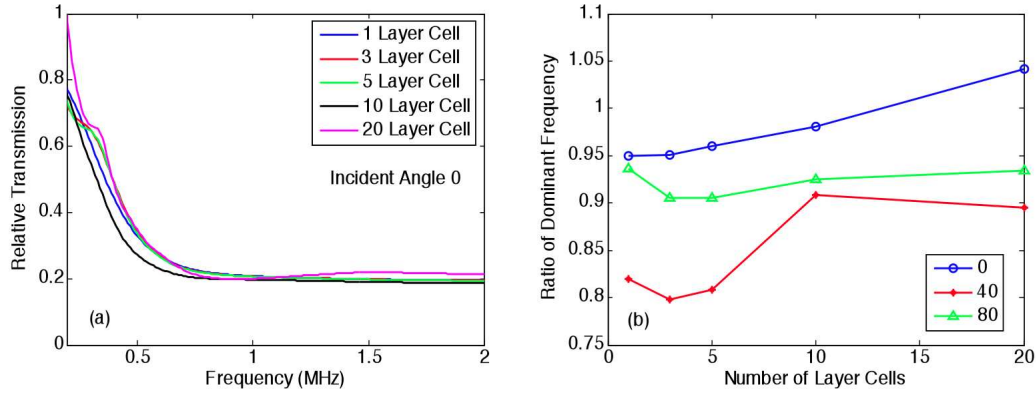 1
0.8
0.6
0.4
0.2
0
0.5
1
1.5
2
Relative Transmission
Frequency (MHz)
1 Layer Cell
3 Layer Cell
5 Layer Cell
10 Layer Cell
20 Layer Cell
Incident Angle 0
(a)
1.1
1.05
1
0.95
0.9
0.85
0.8
0.75
0
5
10
15
20
Ratio of Dominant Frequency
Number of Layer Cells
0
40
80
(b)